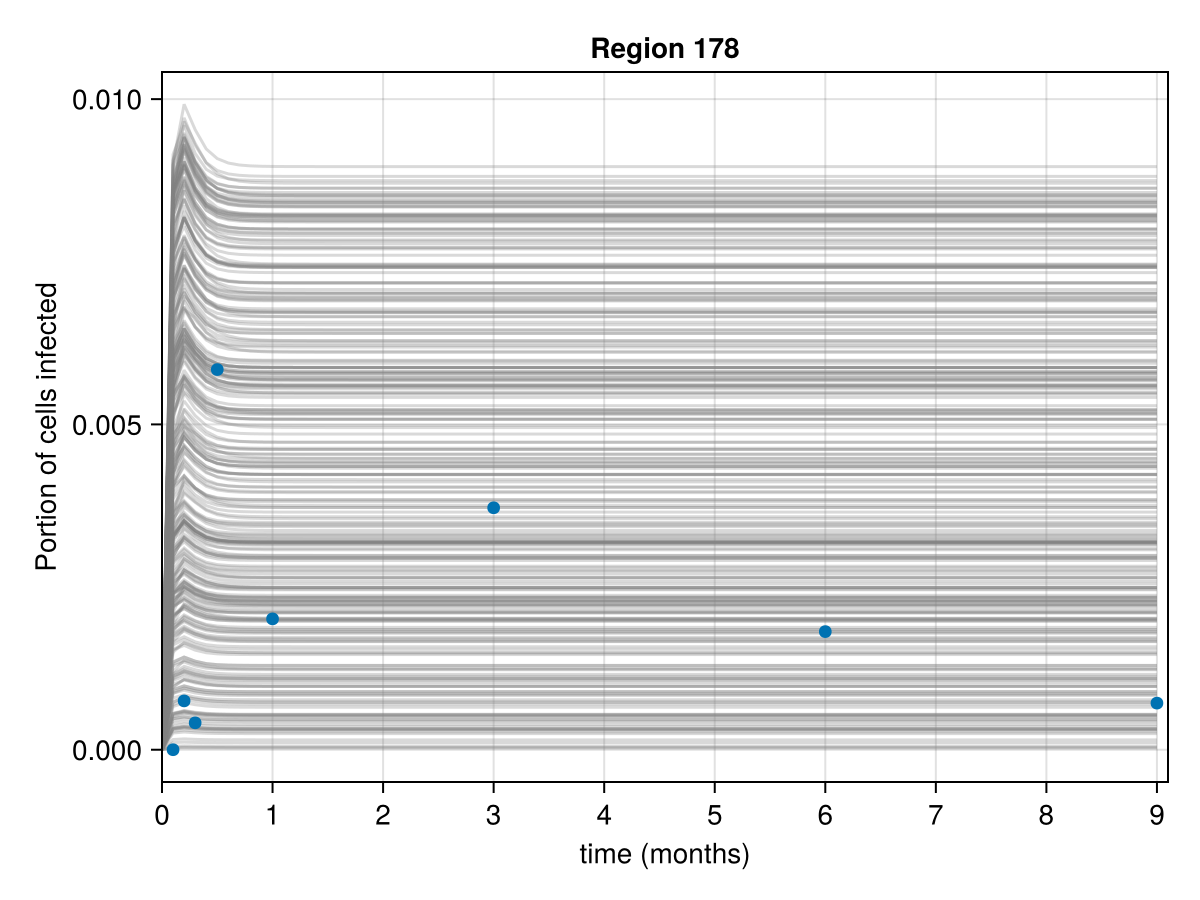 Region 178
0.010
0.005
0.000
Portion of cells infected
0 1 2 3 4 5 6 7 8 9
time (months)